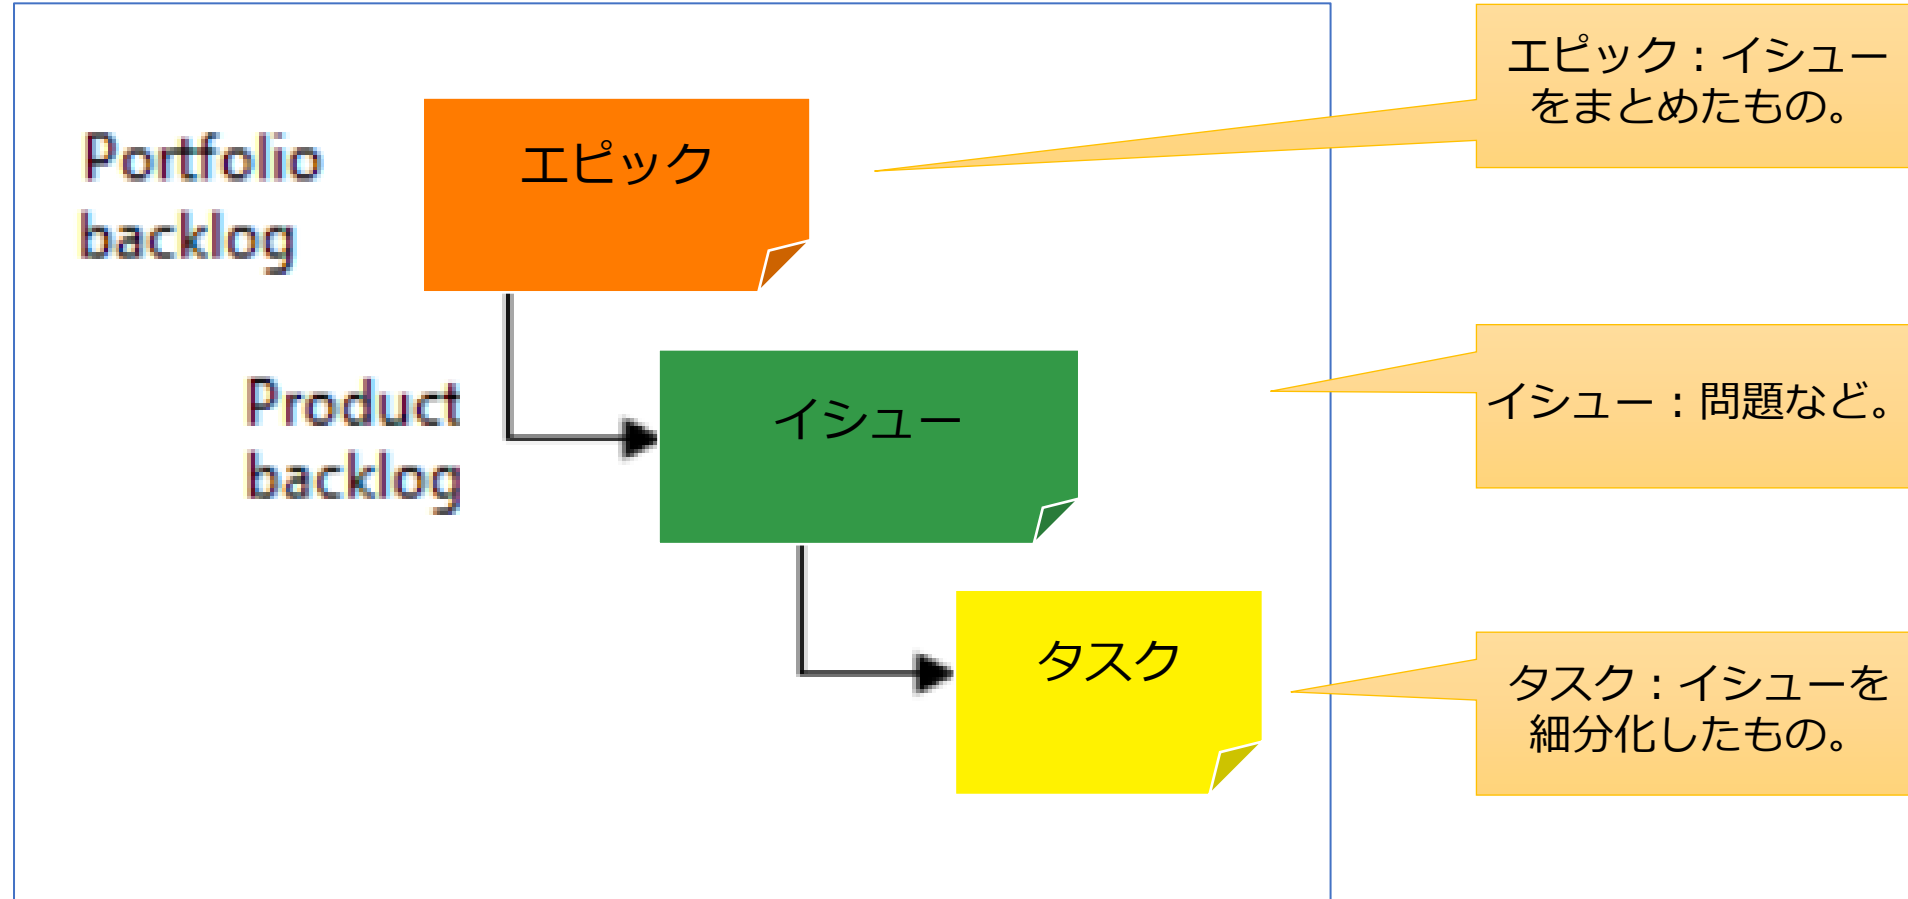 Portfolio
backlog
エピック
エピック：イシュー
をまとめたもの。
Product
backlog
イシュー
イシュー：問題など。
タスク
タスク：イシューを
細分化したもの。